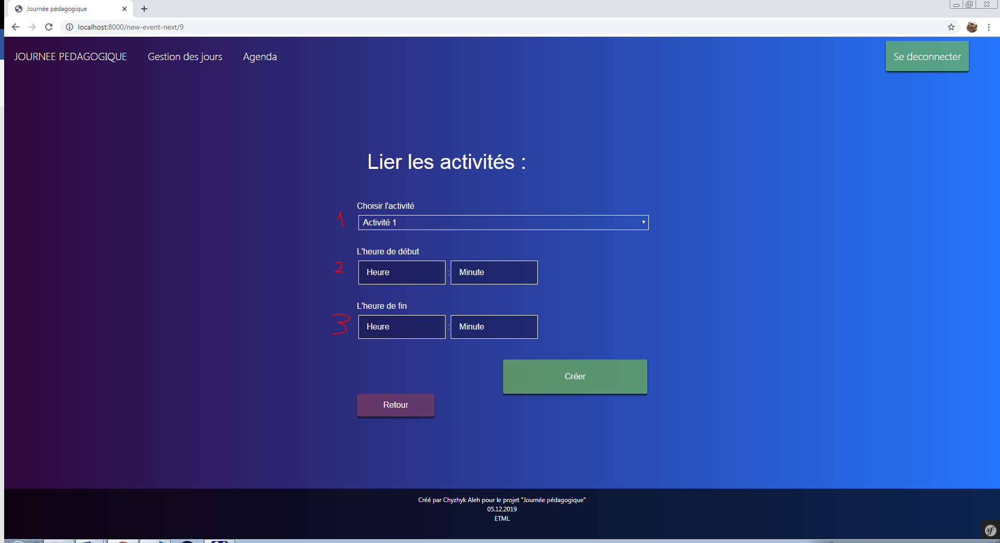 Journée pédagogique
localhost:8000/new-event-next/9
JOURNEE PEDAGOGIQUE Gestion des jours Agenda Se deconnecter
Lier les activités :
Choisir l'activité
1 Activité 1
L'heure de début
2 Heure : Minute
L'heure de fin
3 Heure : Minute
Créer
Retour
Créé par Chyzhyk Aleh pour le projet "Journée pédagogique"
05.12.2019
ETML
sf